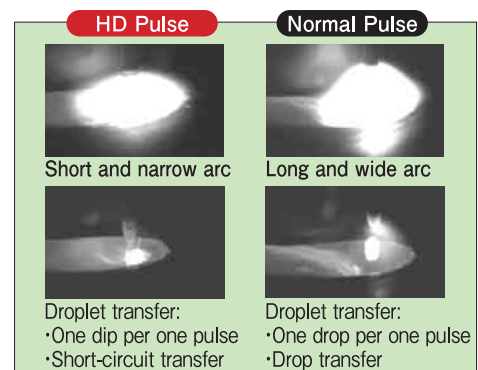 HD Pulse
Short and narrow arc
Droplet transfer:
·One dip per one pulse
·Short-circuit transfer
Normal Pulse
Long and wide arc
Droplet transfer:
·One drop per one pulse
·Drop transfer